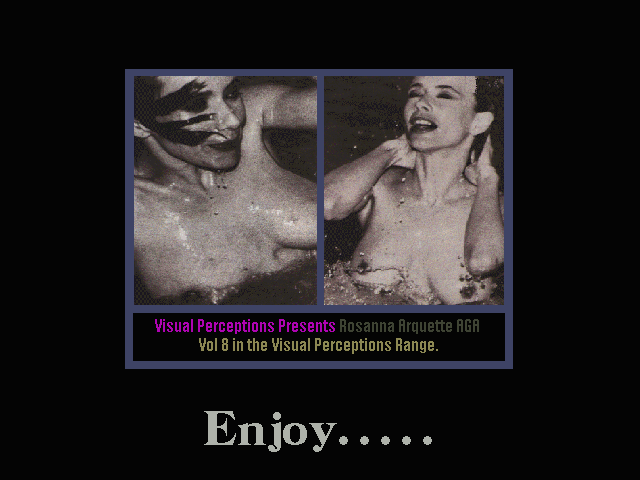 Visual Perceptions Presents Rosanna Arquette AGA
Vol 8 in the Visual Perceptions Range.
Enjoy.....